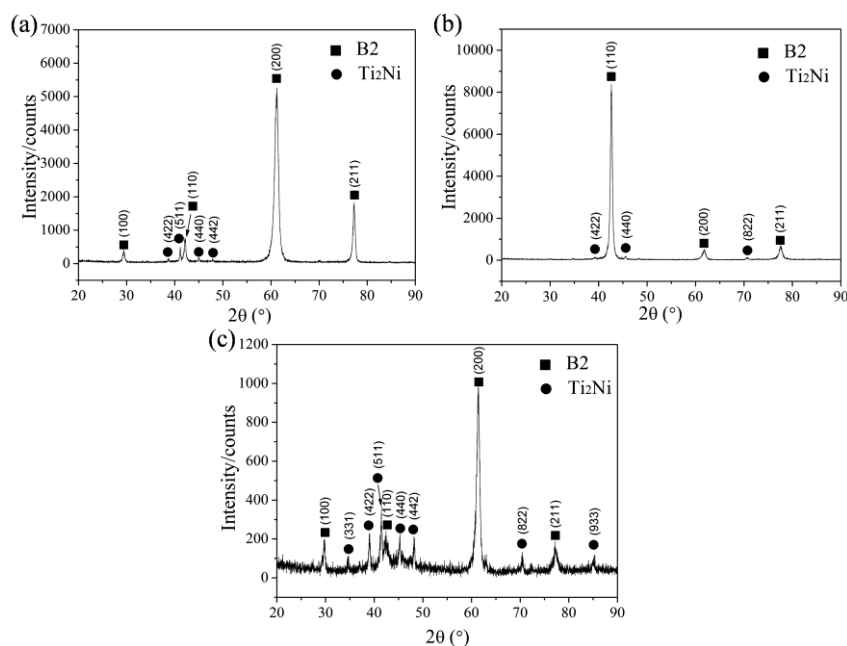 (a)
7000
6000
5000
4000
3000
2000
1000
0
Intensity/counts
20 30 40 50 60 70 80 90
2θ (°)
B2
Ti₂Ni
(100)
(422)
(511)
(110)
(440)
(442)
(200)
(211)
(b)
10000
8000
6000
4000
2000
0
Intensity/counts
20 30 40 50 60 70 80 90
2θ (°)
B2
Ti₂Ni
(422)
(110)
(440)
(200)
(822)
(211)
(c)
1200
1000
800
600
400
200
0
Intensity/counts
20 30 40 50 60 70 80 90
2θ (°)
B2
Ti₂Ni
(100)
(331)
(422)
(511)
(110)
(440)
(442)
(200)
(822)
(211)
(933)